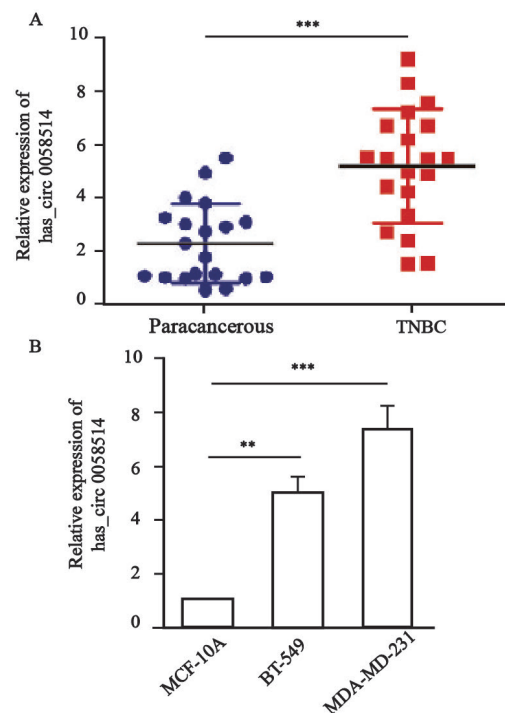 A
***
10
8
6
4
2
0
Relative expression of
has_circ 0058514
Paracancerous
TNBC
B
***
**
10
8
6
4
2
0
Relative expression of
has_circ 0058514
MCF-10A
BT-549
MDA-MD-231